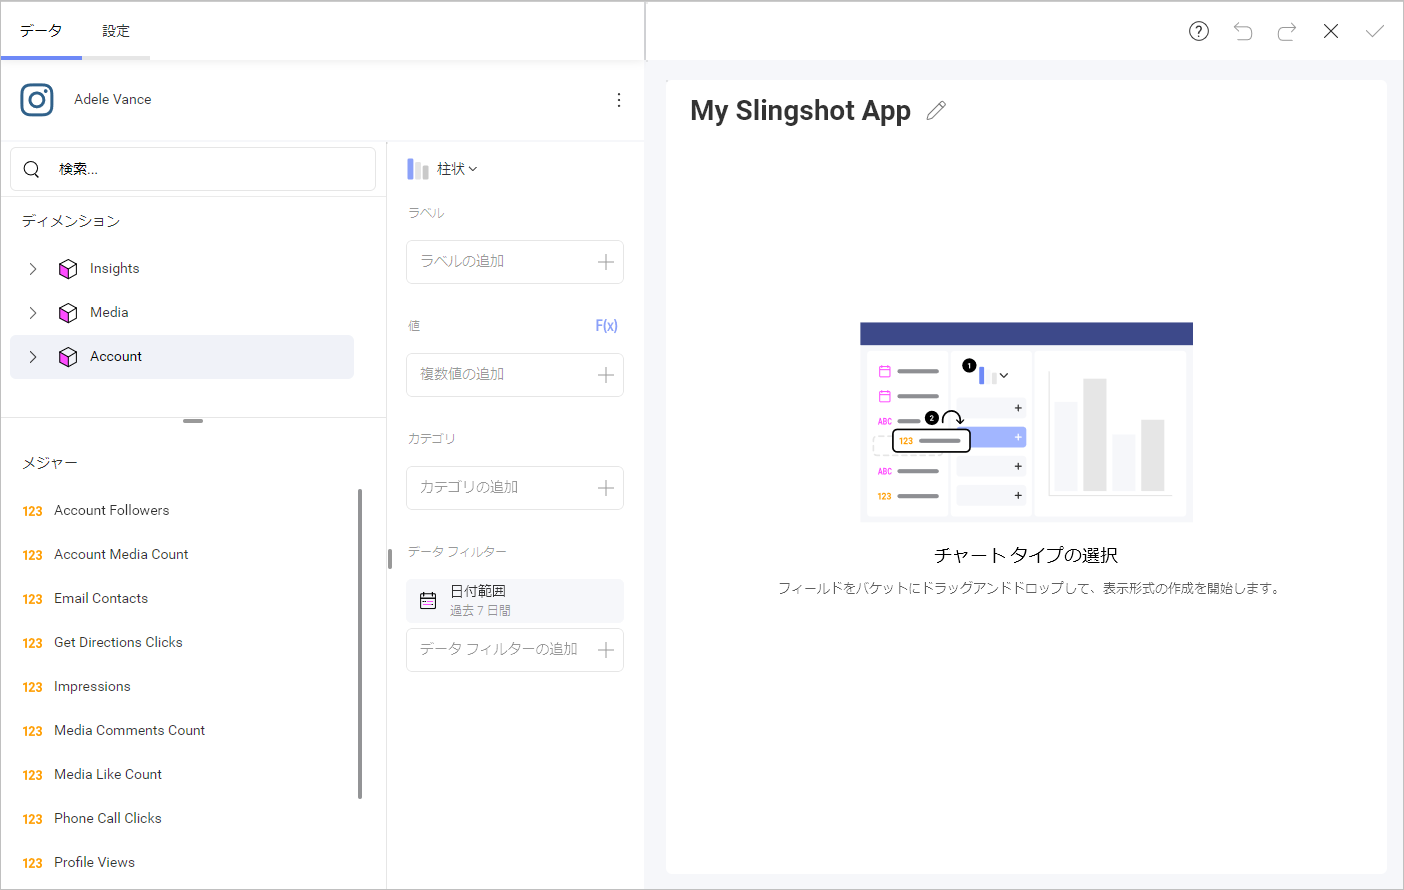 データ
設定
Adele Vance
検索...
ディメンション
Insights
Media
Account
メジャー
123 Account Followers
123 Account Media Count
123 Email Contacts
123 Get Directions Clicks
123 Impressions
123 Media Comments Count
123 Media Like Count
123 Phone Call Clicks
123 Profile Views
柱状
ラベル
ラベルの追加
値 F(x)
複数値の追加
カテゴリ
カテゴリの追加
データ フィルター
日付範囲
過去 7 日間
データ フィルターの追加
My Slingshot App
1
ABC 2
123
ABC
123
チャート タイプの選択
フィールドをバケットにドラッグアンドドロップして、表示形式の作成を開始します。